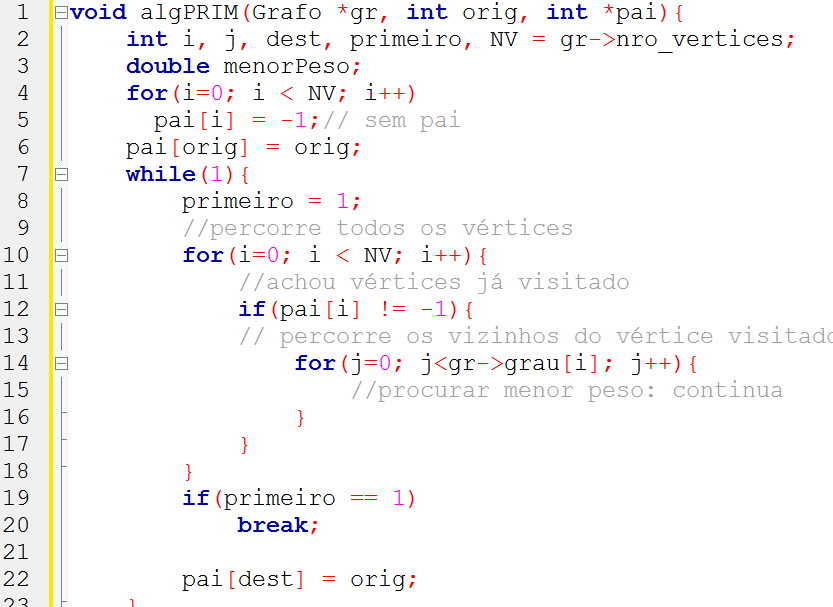 1 void algPRIM(Grafo *gr, int orig, int *pai){
2 int i, j, dest, primeiro, NV = gr->nro_vertices;
3 double menorPeso;
4 for(i=0; i < NV; i++)
5 pai[i] = -1;// sem pai
6 pai[orig] = orig;
7 while(1){
8 primeiro = 1;
9 //percorre todos os vértices
10 for(i=0; i < NV; i++){
11 //achou vértices já visitado
12 if(pai[i] != -1){
13 // percorre os vizinhos do vértice visitado
14 for(j=0; j<gr->grau[i]; j++){
15 //procurar menor peso: continua
16 }
17 }
18 }
19 if(primeiro == 1)
20 break;
21
22 pai[dest] = orig;
23 }